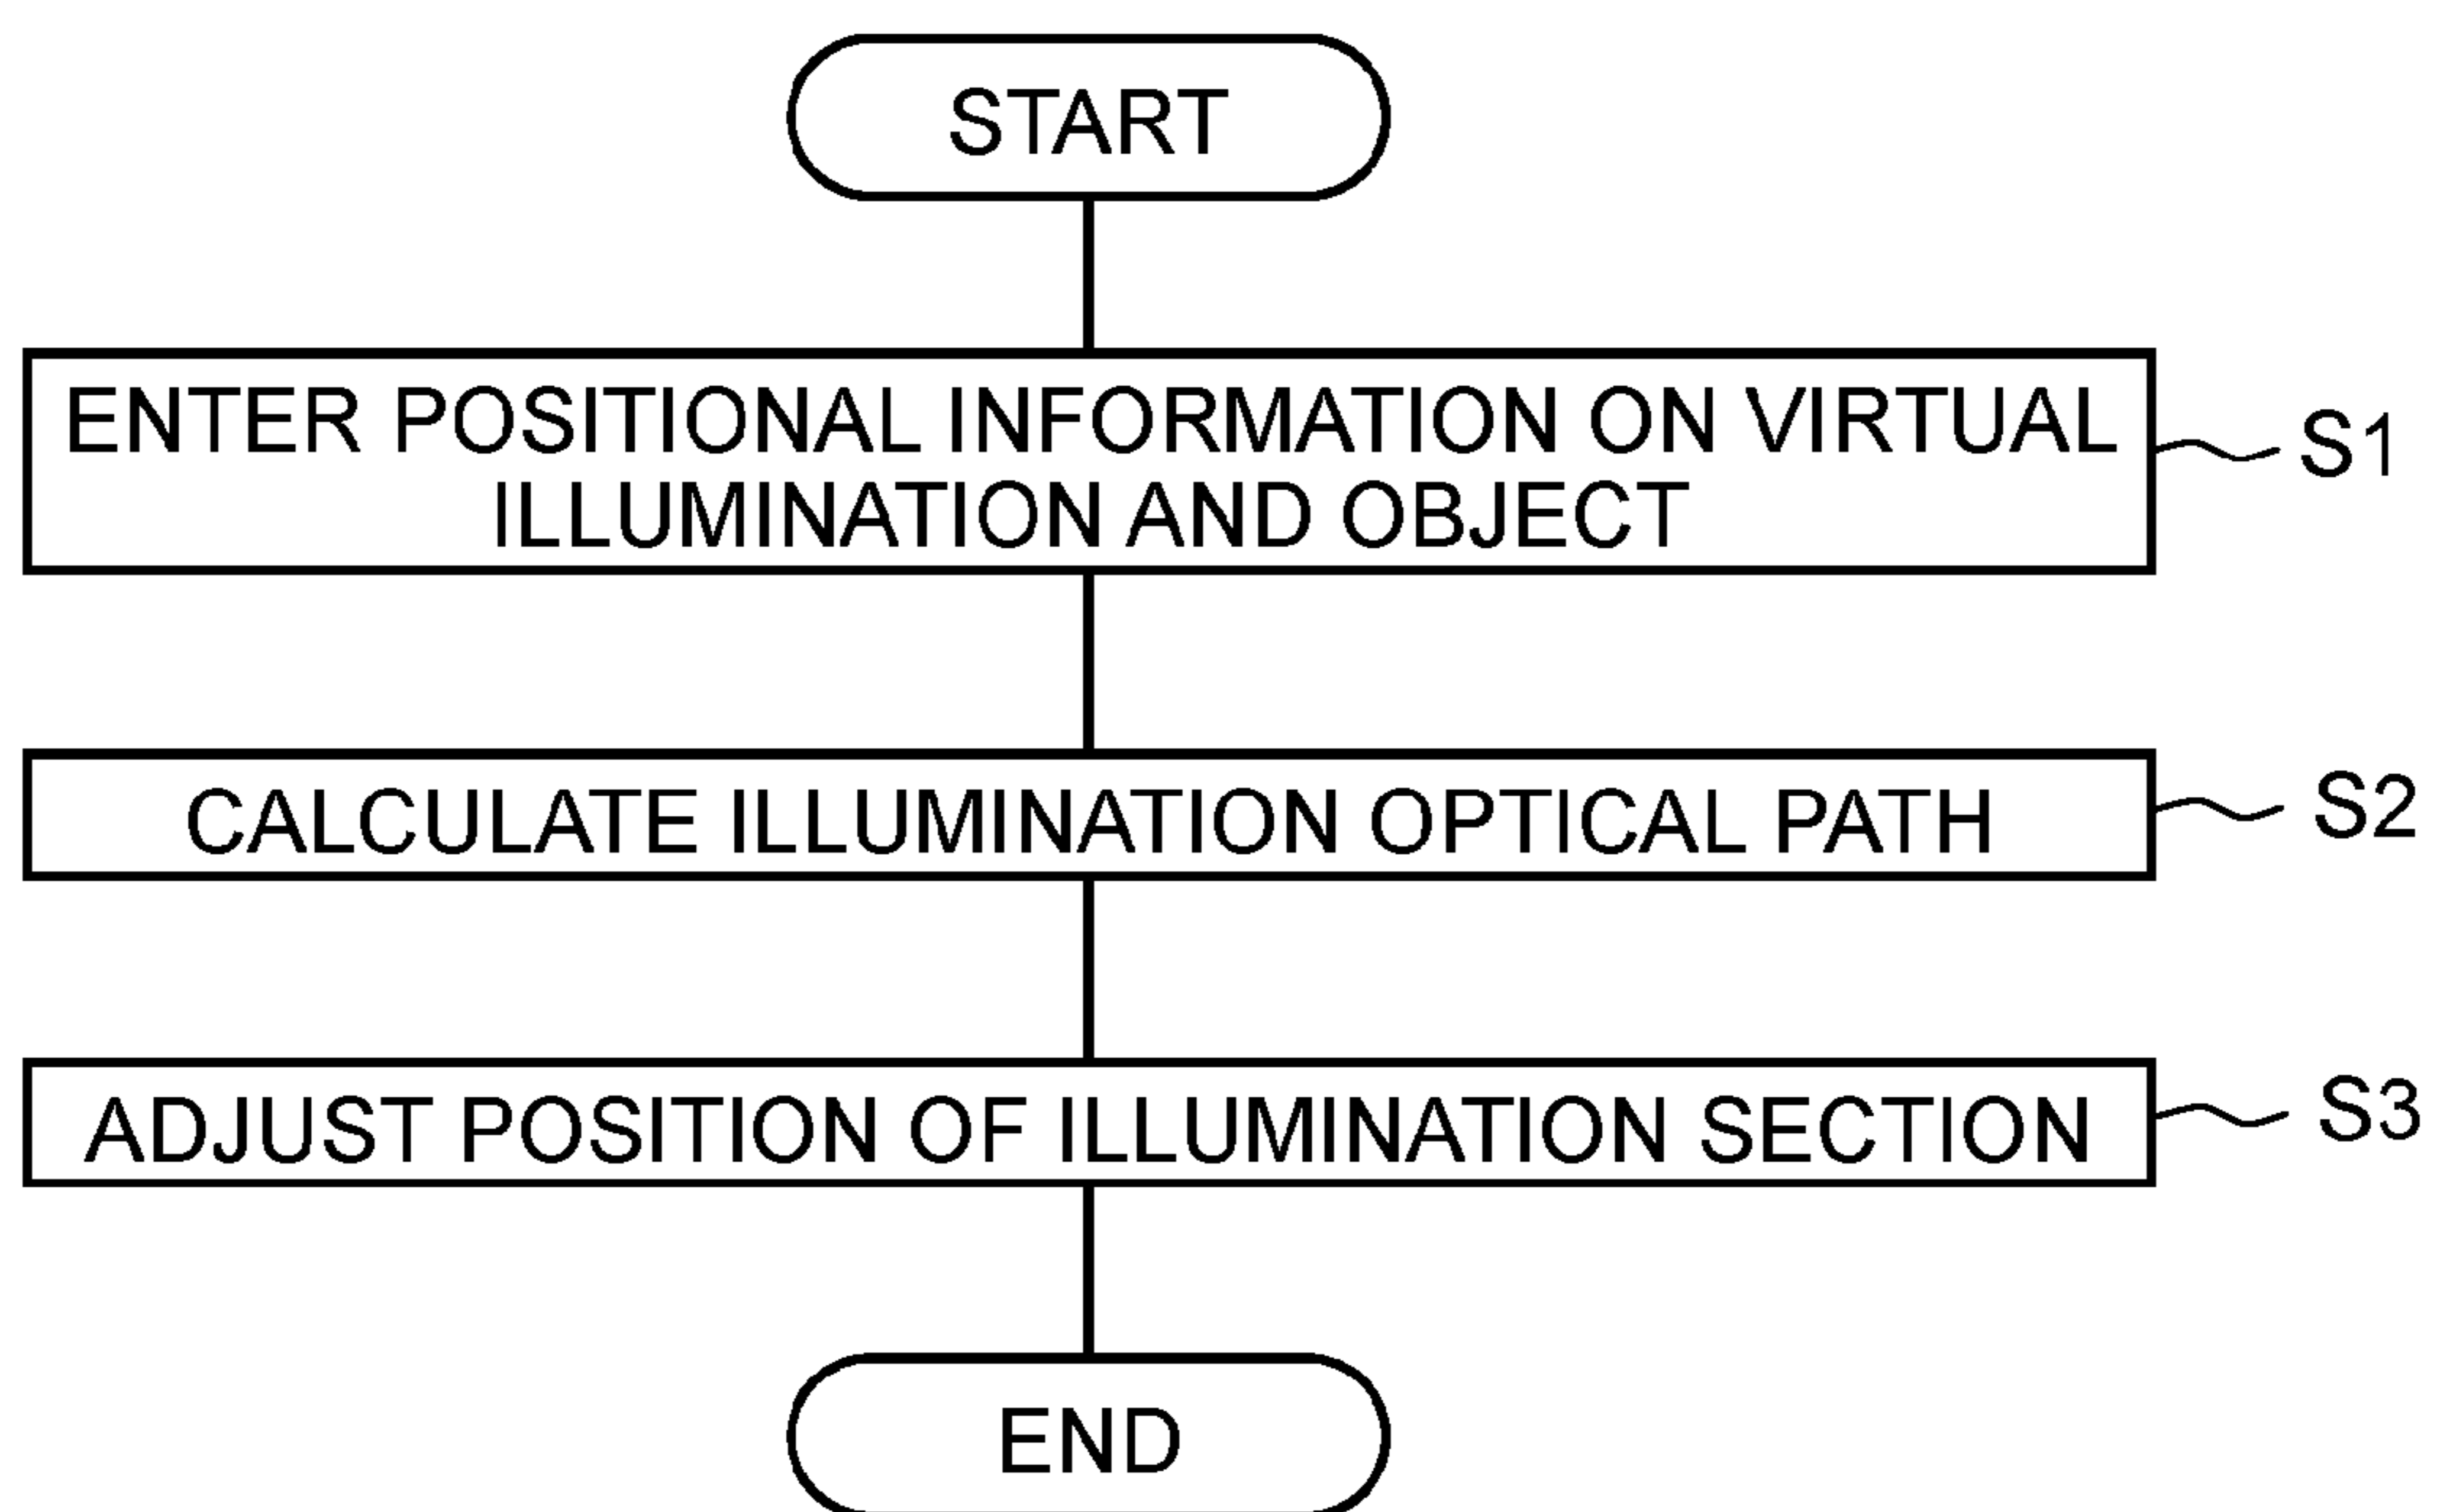 START
ENTER POSITIONAL INFORMATION ON VIRTUAL
ILLUMINATION AND OBJECT
S1
CALCULATE ILLUMINATION OPTICAL PATH
S2
ADJUST POSITION OF ILLUMINATION SECTION
S3
END